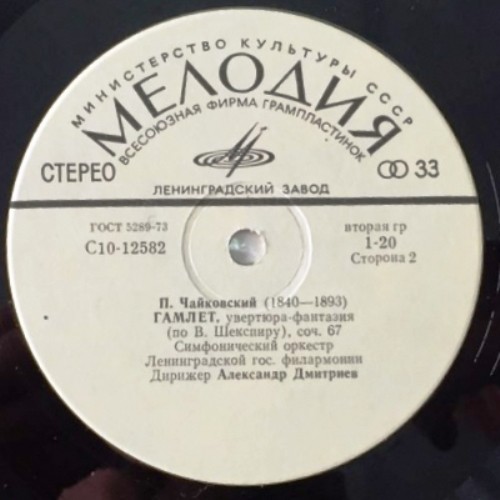 МИНИСТЕРСТВО КУЛЬТУРЫ СССР
МЕЛОДИЯ
ВСЕСОЮЗНАЯ ФИРМА ГРАМПЛАСТИНОК
СТЕРЕО
33
ЛЕНИНГРАДСКИЙ ЗАВОД
ГОСТ 5289-73
С10-12582
вторая гр
1-20
Сторона 2
П. Чайковский (1840—1893)
ГАМЛЕТ, увертюра-фантазия
(по В. Шекспиру), соч. 67
Симфонический оркестр
Ленинградской гос. филармонии
Дирижер Александр Дмитриев